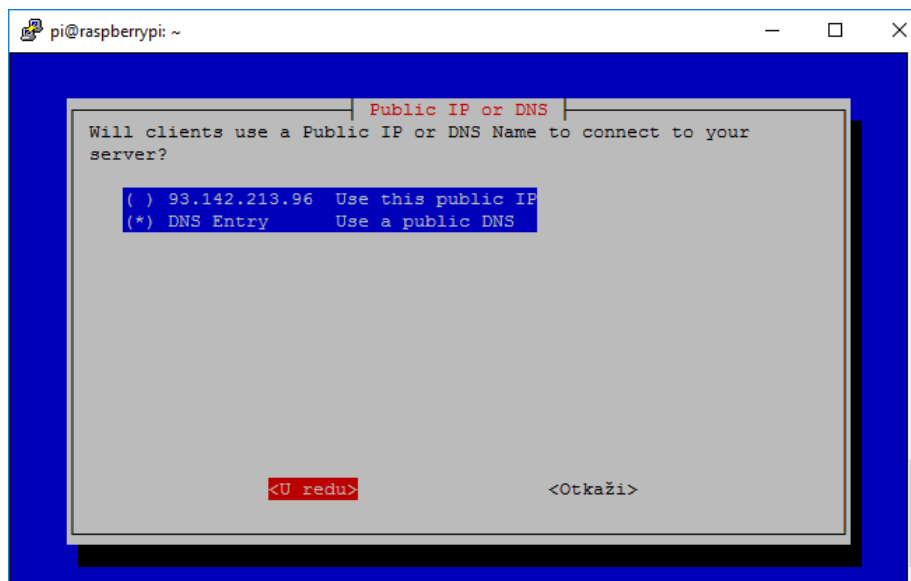 pi@raspberrypi: ~
Public IP or DNS
Will clients use a Public IP or DNS Name to connect to your
server?
( ) 93.142.213.96  Use this public IP
(*) DNS Entry      Use a public DNS
<U redu>                     <Otkaži>